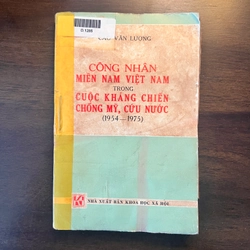 CAO VĂN LƯỢNG
CÔNG NHÂN
MIỀN NAM VIỆT NAM
TRONG
CUỘC KHÁNG CHIẾN
CHỐNG MỸ, CỨU NƯỚC
(1954 — 1975)
NHÀ XUẤT BẢN KHOA HỌC XÃ HỘI